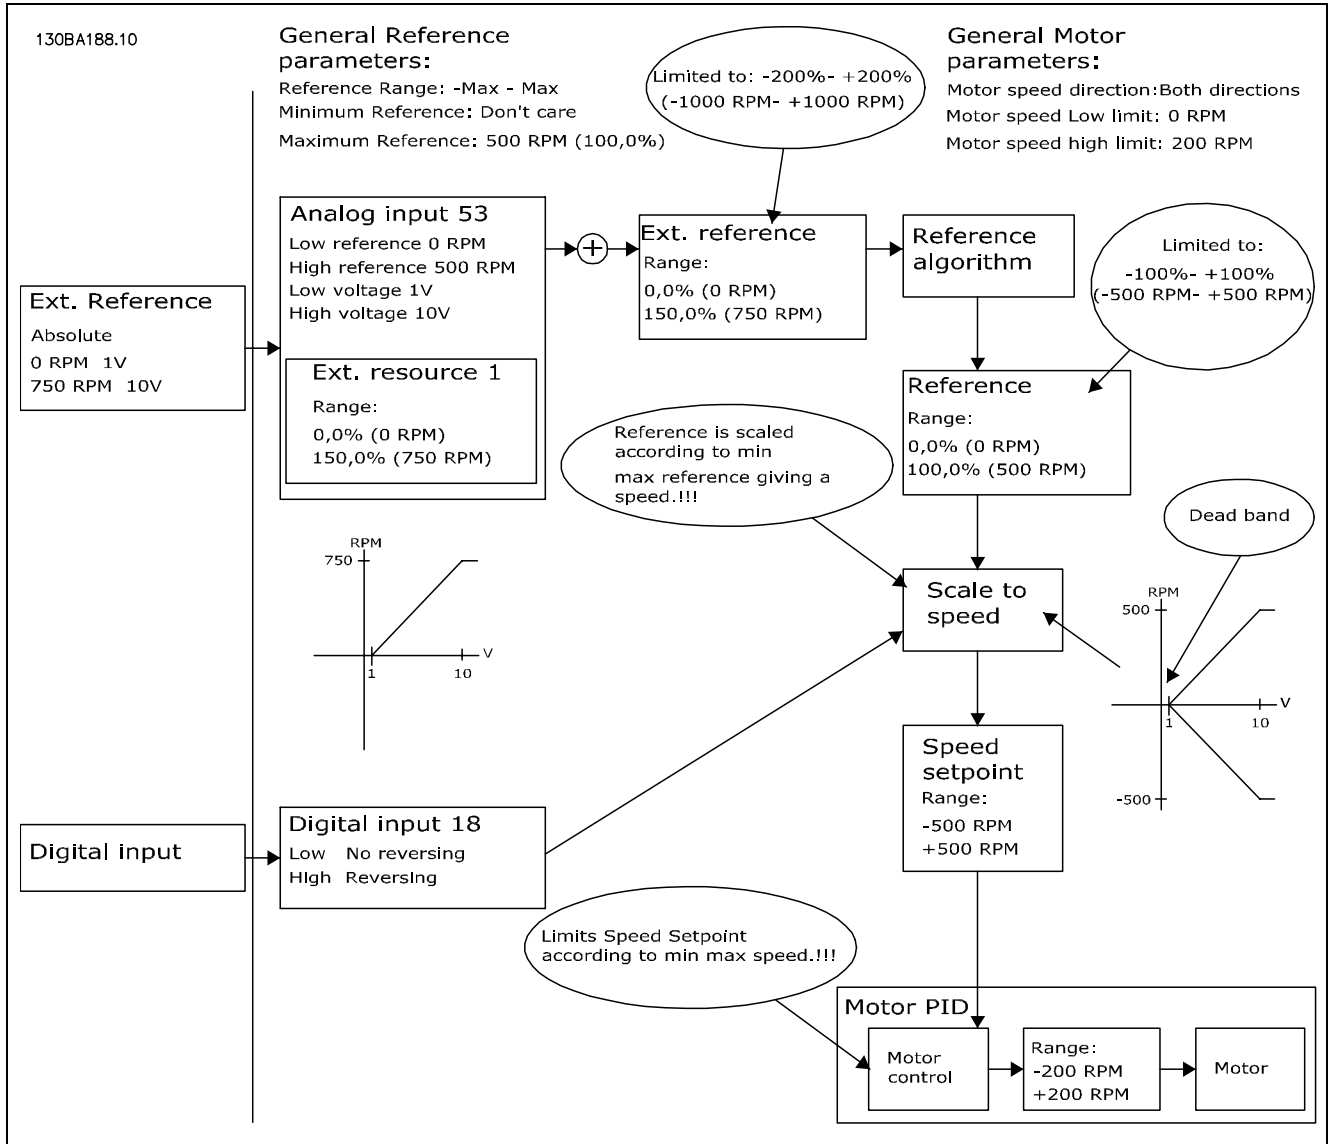 130BA188.10
General Reference
parameters:
Reference Range: -Max - Max
Minimum Reference: Don't care
Maximum Reference: 500 RPM (100,0%)
Limited to: -200%- +200%
(-1000 RPM- +1000 RPM)
General Motor
parameters:
Motor speed direction:Both directions
Motor speed Low limit: 0 RPM
Motor speed high limit: 200 RPM
Ext. Reference
Absolute
0 RPM 1V
750 RPM 10V
Analog input 53
Low reference 0 RPM
High reference 500 RPM
Low voltage 1V
High voltage 10V
Ext. resource 1
Range:
0,0% (0 RPM)
150,0% (750 RPM)
+
Ext. reference
Range:
0,0% (0 RPM)
150,0% (750 RPM)
Reference
algorithm
Limited to:
-100%- +100%
(-500 RPM- +500 RPM)
Reference
Range:
0,0% (0 RPM)
100,0% (500 RPM)
Reference is scaled
according to min
max reference giving a
speed.!!!
Dead band
RPM
750
V
1
10
Scale to
speed
RPM
500
V
1
10
-500
Speed
setpoint
Range:
-500 RPM
+500 RPM
Digital input
Digital input 18
Low No reversing
High Reversing
Limits Speed Setpoint
according to min max speed.!!!
Motor PID
Motor
control
Range:
-200 RPM
+200 RPM
Motor